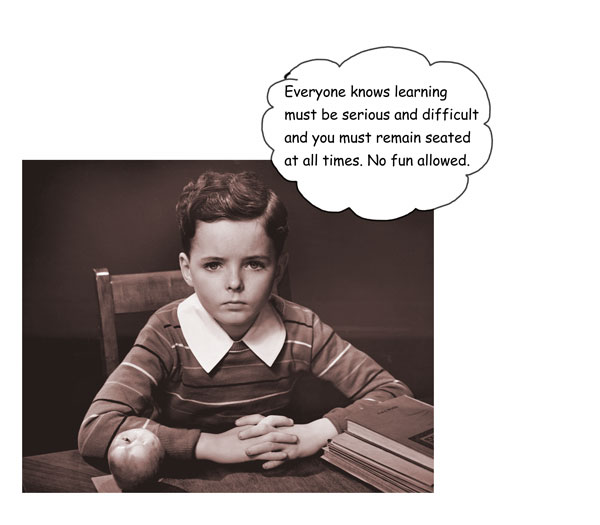 Everyone knows learning
must be serious and difficult
and you must remain seated
at all times. No fun allowed.